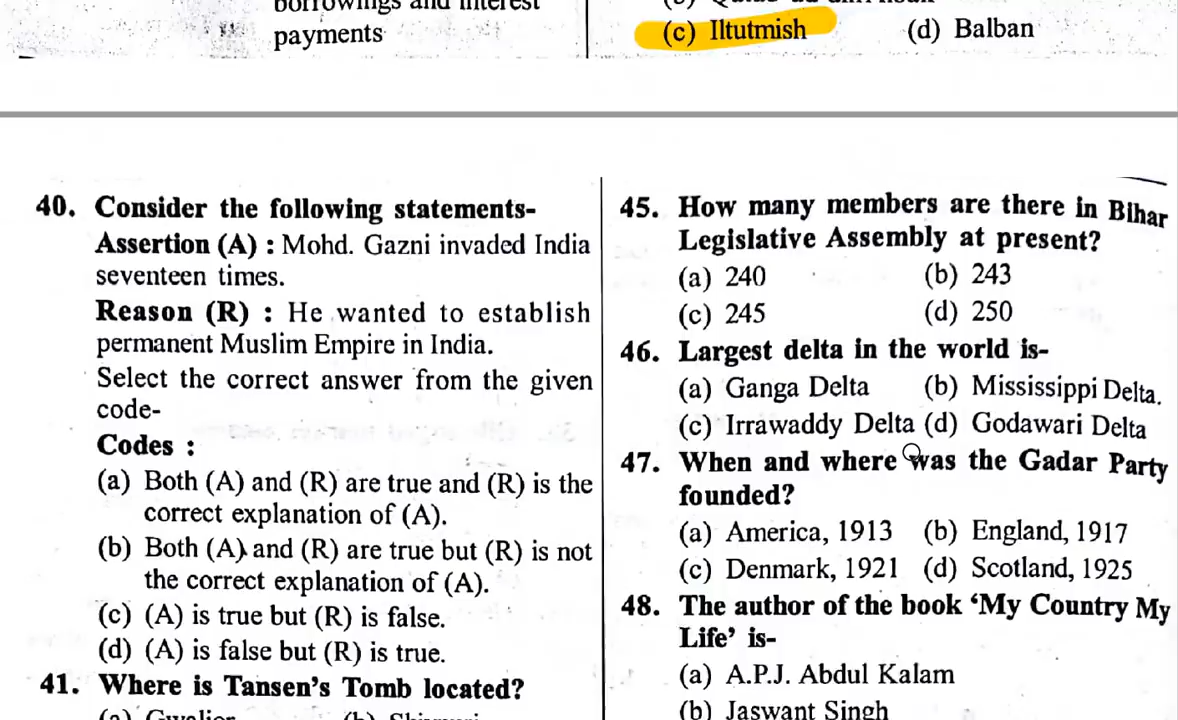 borrowings and interest
payments
(c) Iltutmish (d) Balban
40. Consider the following statements-
Assertion (A) : Mohd. Gazni invaded India
seventeen times.
Reason (R) : He wanted to establish
permanent Muslim Empire in India.
Select the correct answer from the given
code-
Codes :
(a) Both (A) and (R) are true and (R) is the
correct explanation of (A).
(b) Both (A) and (R) are true but (R) is not
the correct explanation of (A).
(c) (A) is true but (R) is false.
(d) (A) is false but (R) is true.
41. Where is Tansen's Tomb located?
(a) Gwalior (b)
45. How many members are there in Bihar
Legislative Assembly at present?
(a) 240 (b) 243
(c) 245 (d) 250
46. Largest delta in the world is-
(a) Ganga Delta (b) Mississippi Delta.
(c) Irrawaddy Delta (d) Godawari Delta
47. When and where was the Gadar Party
founded?
(a) America, 1913 (b) England, 1917
(c) Denmark, 1921 (d) Scotland, 1925
48. The author of the book ‘My Country My
Life’ is-
(a) A.P.J. Abdul Kalam
(b) Jaswant Singh